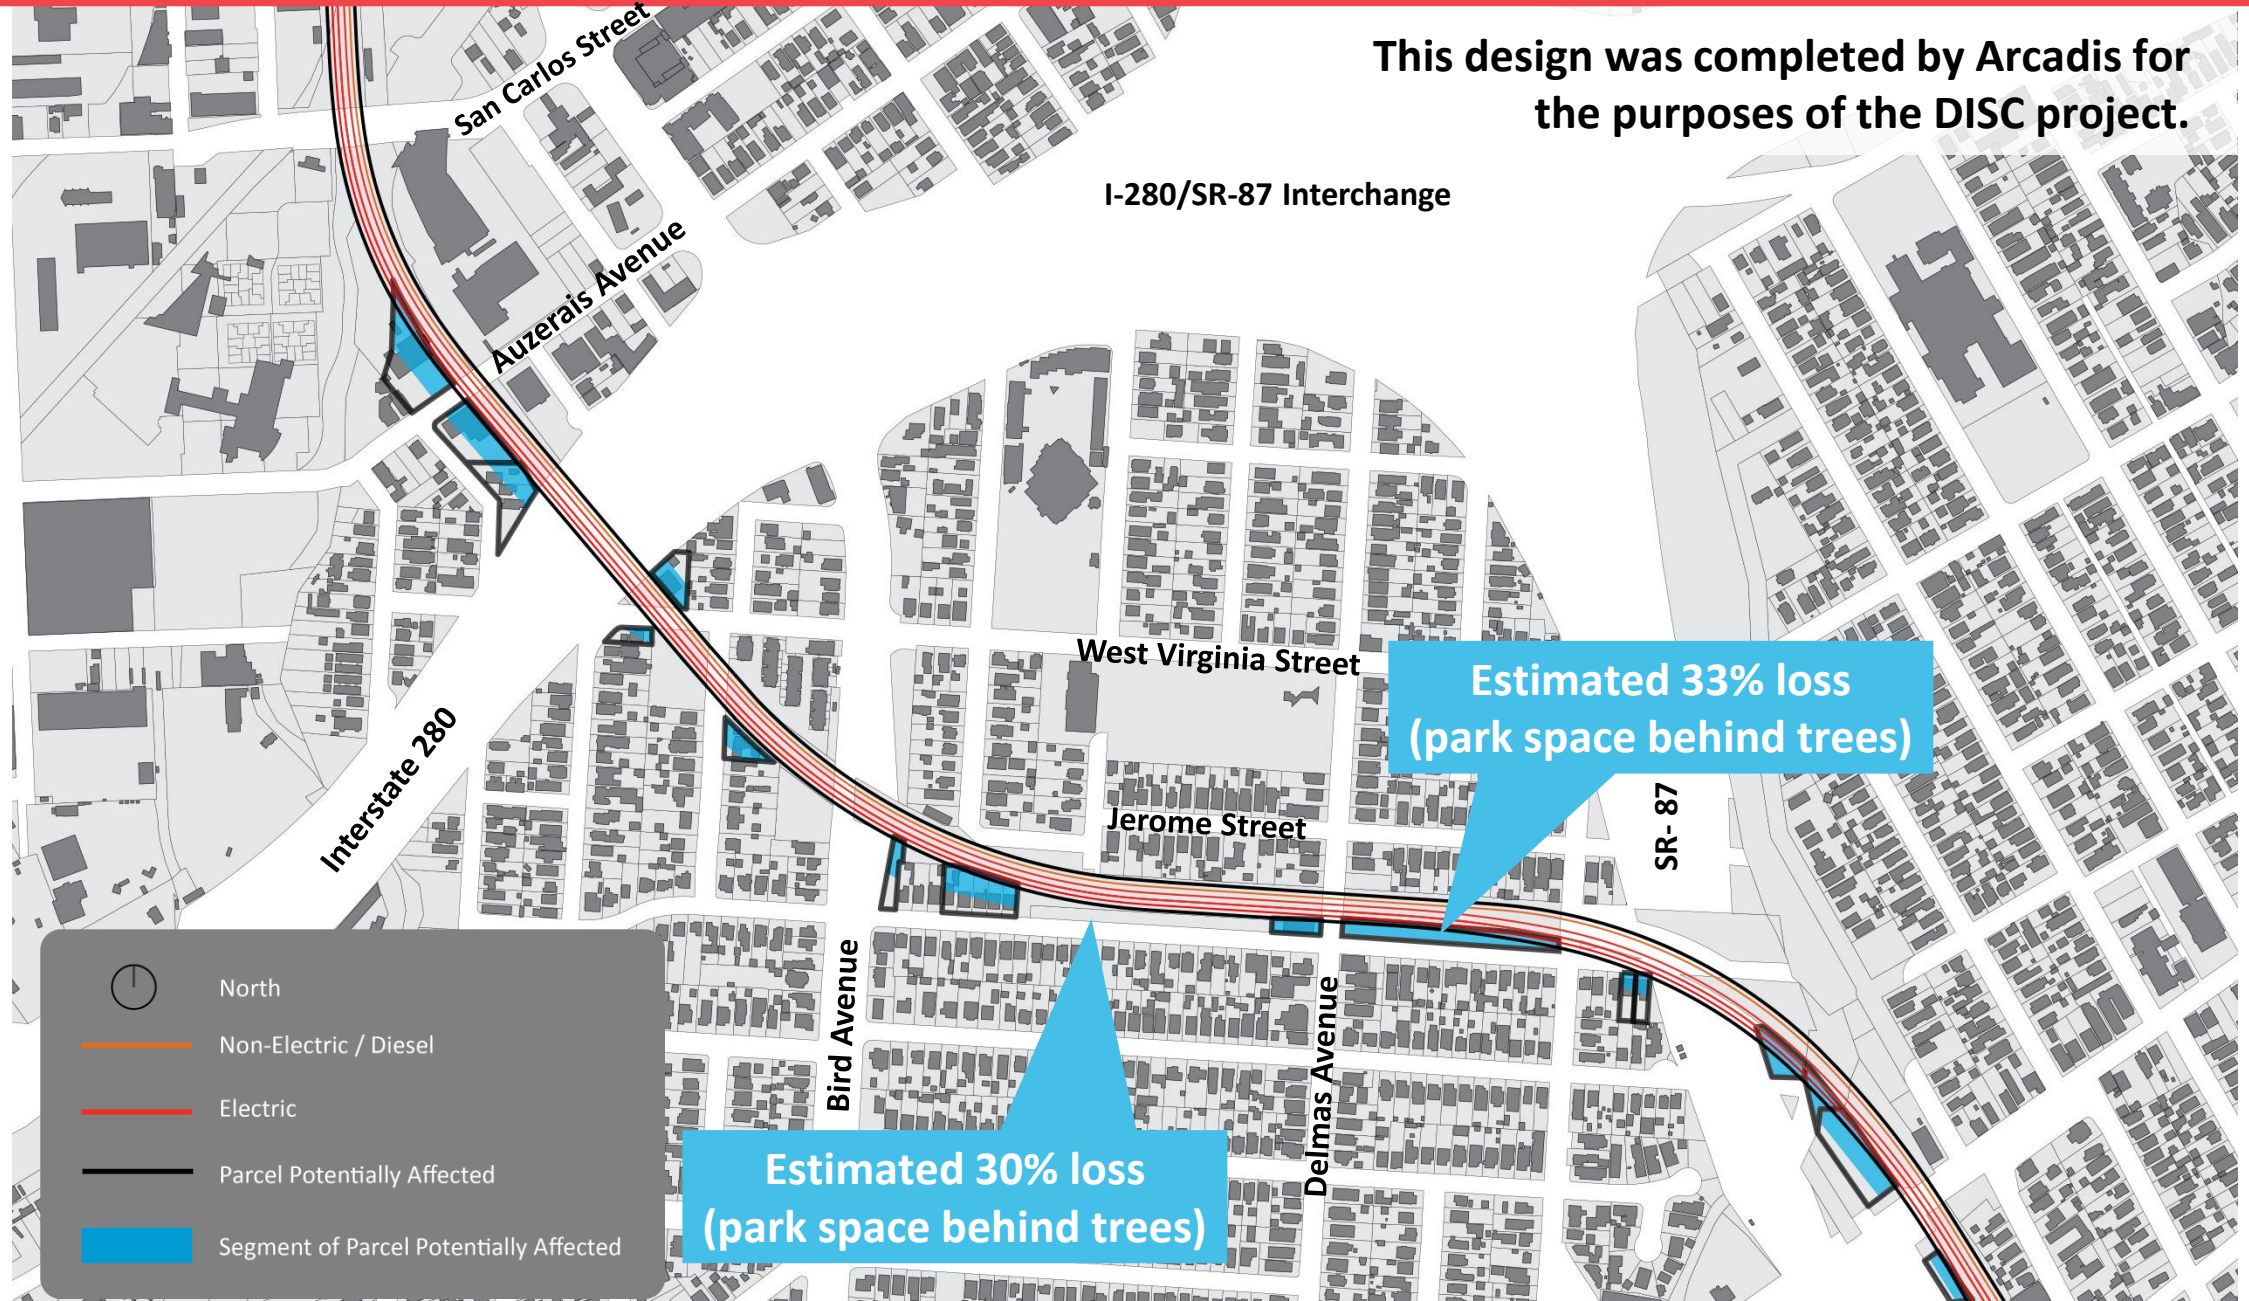 This design was completed by Arcadis for
the purposes of the DISC project.
San Carlos Street
I-280/SR-87 Interchange
Auzerais Avenue
West Virginia Street
Estimated 33% loss
(park space behind trees)
Interstate 280
Jerome Street
SR- 87
Bird Avenue
Delmas Avenue
Estimated 30% loss
(park space behind trees)
North
Non-Electric / Diesel
Electric
Parcel Potentially Affected
Segment of Parcel Potentially Affected